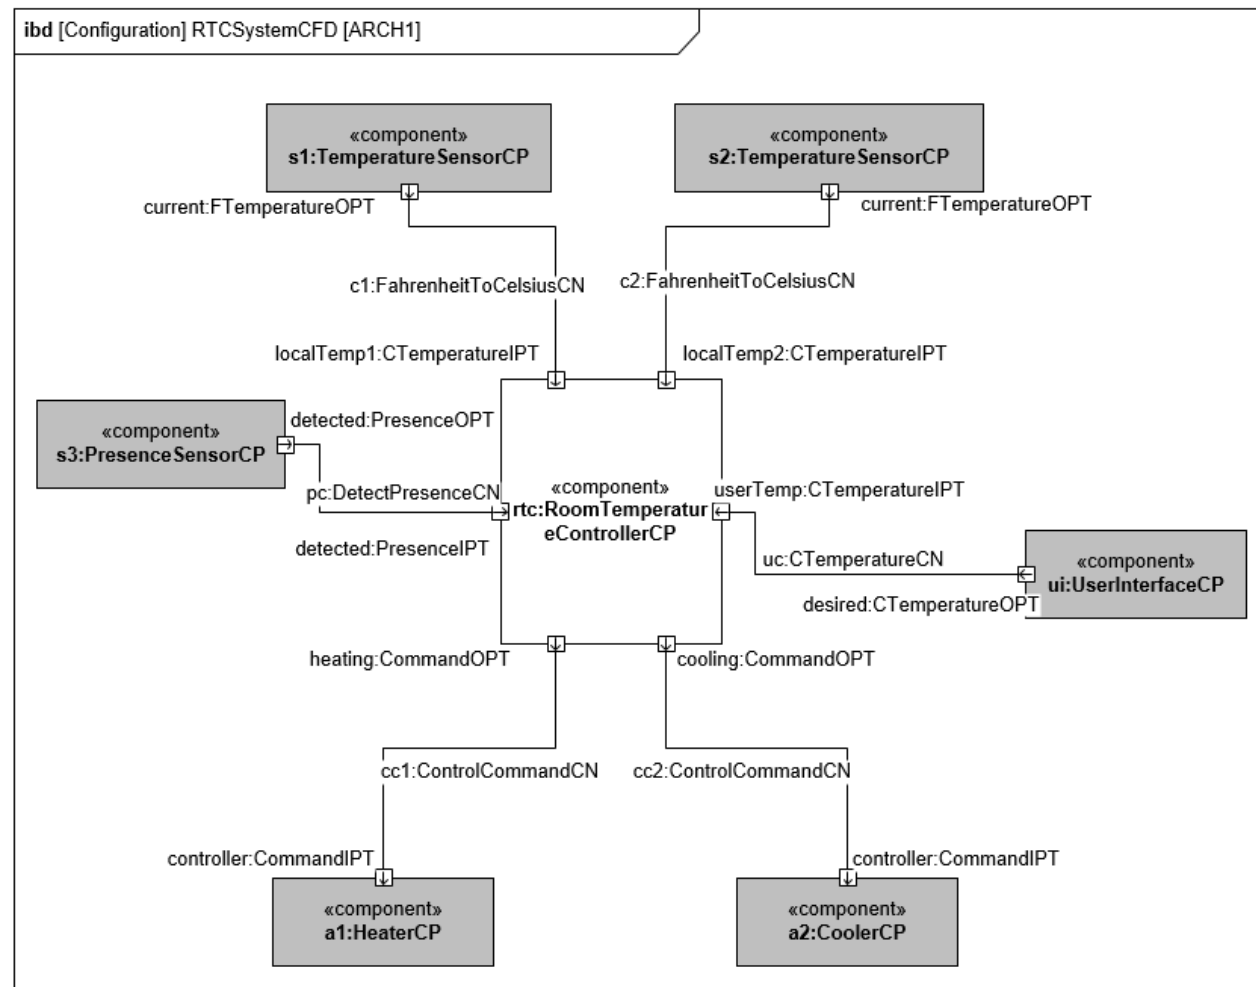 ibd [Configuration] RTCSystemCFD [ARCH1]
«component»
s1:TemperatureSensorCP
«component»
s2:TemperatureSensorCP
current:FTemperatureOPT
current:FTemperatureOPT
c1:FahrenheitToCelsiusCN
c2:FahrenheitToCelsiusCN
localTemp1:CTemperatureIPT
localTemp2:CTemperatureIPT
«component»
s3:PresenceSensorCP
detected:PresenceOPT
pc:DetectPresenceCN
detected:PresenceIPT
«component»
rtc:RoomTemperatur
eControllerCP
userTemp:CTemperatureIPT
uc:CTemperatureCN
«component»
ui:UserInterfaceCP
desired:CTemperatureOPT
heating:CommandOPT
cooling:CommandOPT
cc1:ControlCommandCN
cc2:ControlCommandCN
controller:CommandIPT
controller:CommandIPT
«component»
a1:HeaterCP
«component»
a2:CoolerCP